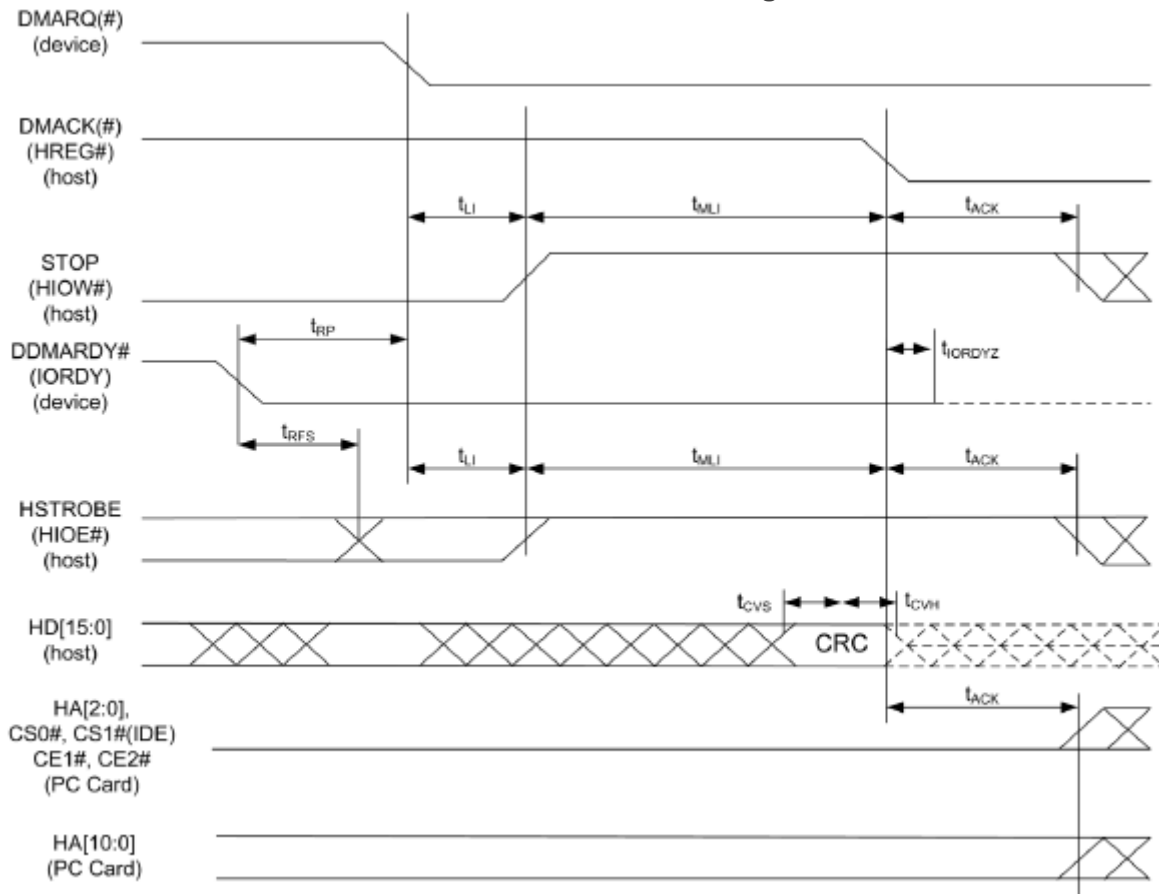 DMARQ(#)
(device)
DMACK(#)
(HREG#)
(host)
tLI
tMLI
tACK
STOP
(HIOW#)
(host)
tRP
DDMARDY#
(IORDY)
(device)
tIORDYZ
tRFS
tLI
tMLI
tACK
HSTROBE
(HIOE#)
(host)
tCVS
tCVH
HD[15:0]
(host)
CRC
HA[2:0],
CS0#, CS1#(IDE)
CE1#, CE2#
(PC Card)
tACK
HA[10:0]
(PC Card)